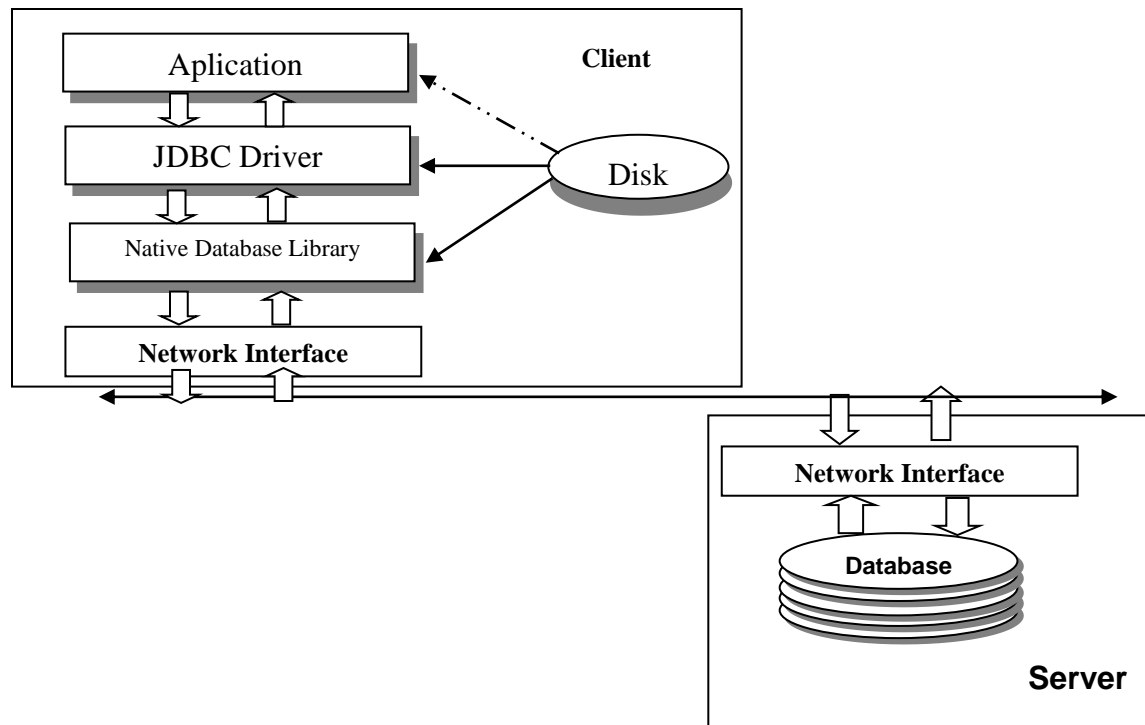 Aplication
Client
JDBC Driver
Disk
Native Database Library
Network Interface
Network Interface
Database
Server